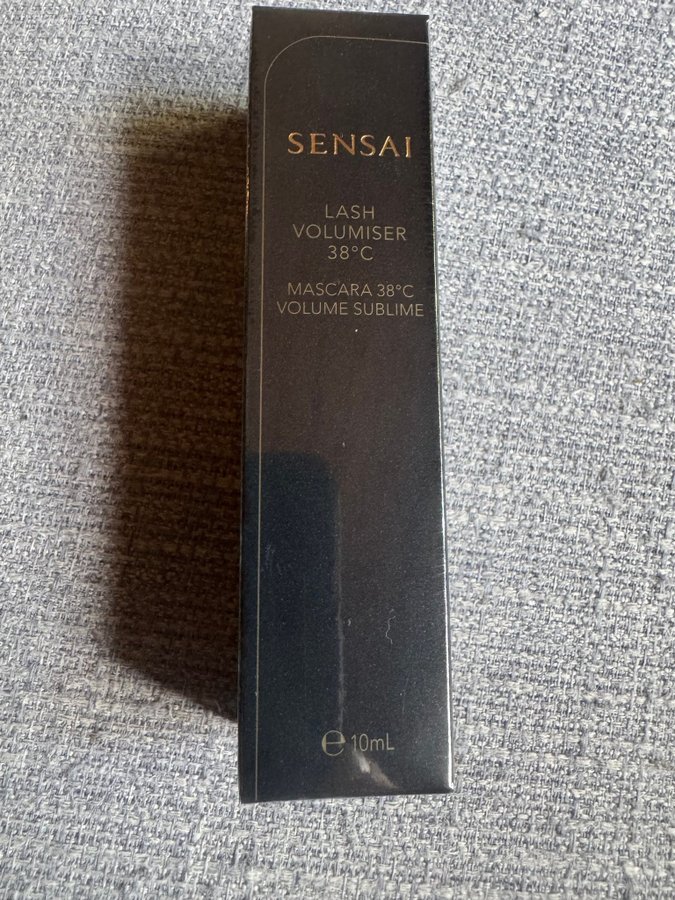 SENSAI
LASH
VOLUMISER
38°C
MASCARA 38°C
VOLUME SUBLIME
℮ 10mL